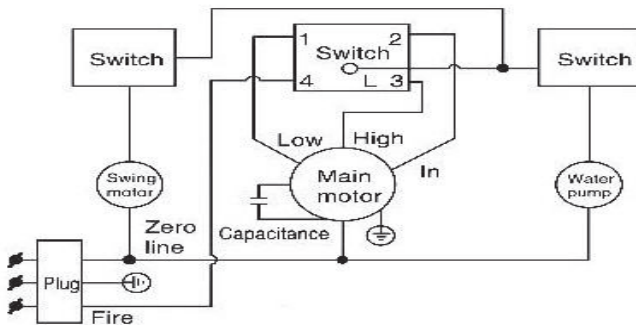 1
2
Switch
Switch
Switch
4
L
3
Low
High
In
Swing
motor
Main
motor
Water
pump
Zero
line
Capacitance
Plug
Fire